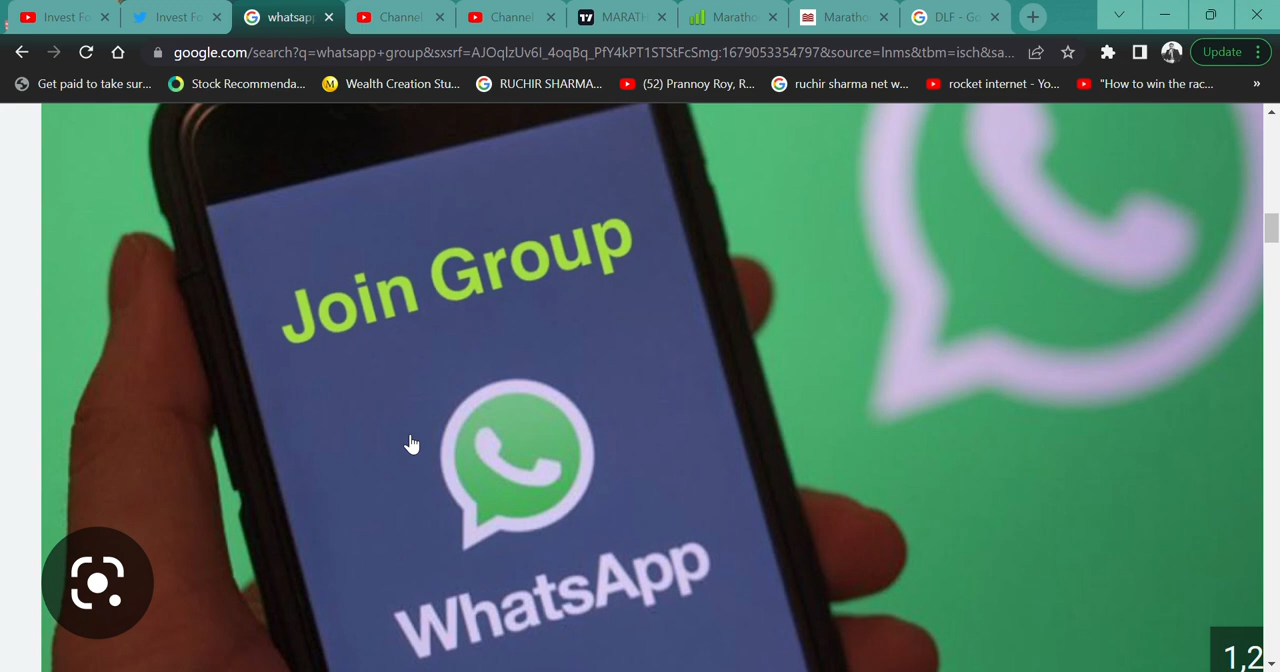 Invest Fo
Invest Fo
whatsapp
Channel
Channel
MARATH
Maratho
Maratho
DLF - Go
google.com/search?q=whatsapp+group&sxsrf=AJOqlzUv6I_4oqBq_PfY4kPT1STStFcSmg:1679053354797&source=lnms&tbm=isch&sa...
Update
Get paid to take sur...
Stock Recommenda...
Wealth Creation Stu...
RUCHIR SHARMA...
(52) Prannoy Roy, R...
ruchir sharma net w...
rocket internet - Yo...
"How to win the rac...
»
Join Group
WhatsApp
1,2